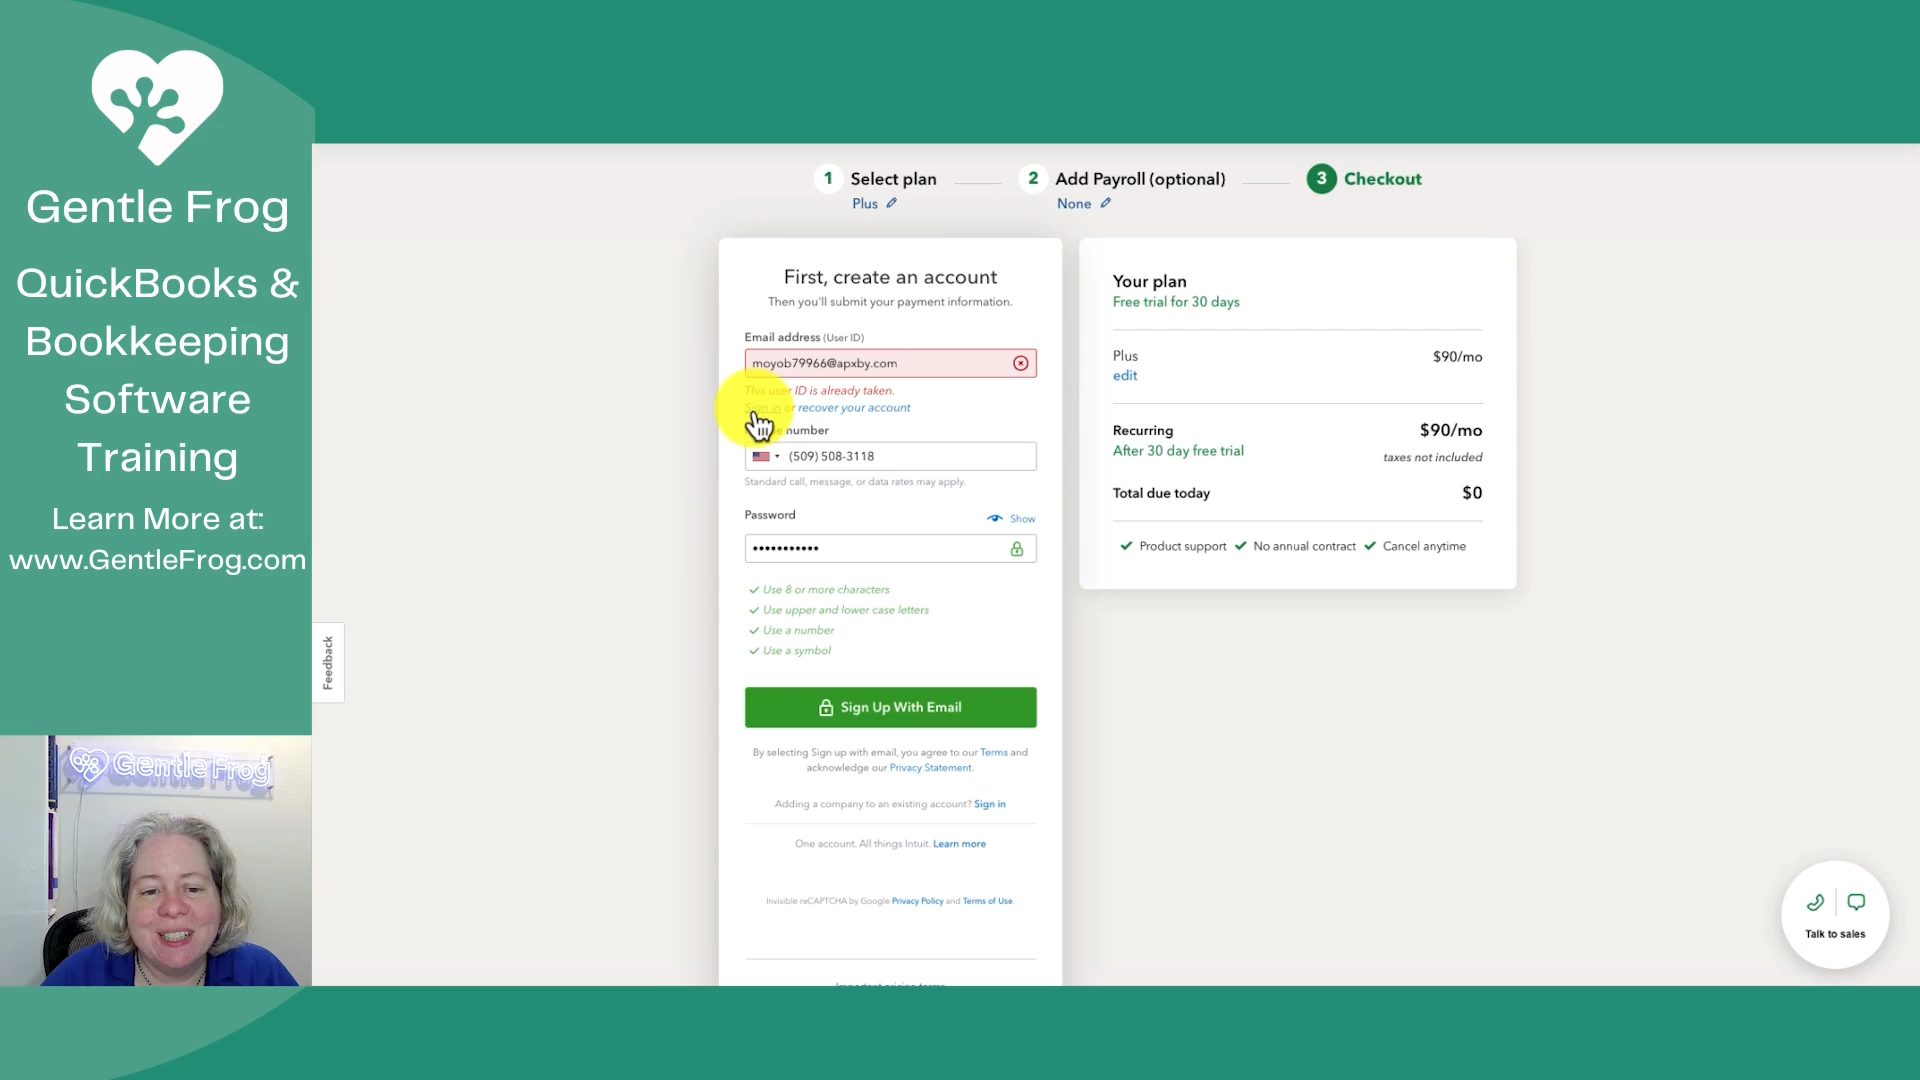 Gentle Frog
QuickBooks &
Bookkeeping
Software
Training
Learn More at:
www.GentleFrog.com
Gentle Frog
1 Select plan
Plus
2 Add Payroll (optional)
None
3 Checkout
First, create an account
Then you'll submit your payment information.
Email address (User ID)
moyob79966@apxby.com
This user ID is already taken.
Sign in or recover your account
number
(509) 508-3118
Standard call, message, or data rates may apply.
Password
Show
•••••••••••
Use 8 or more characters
Use upper and lower case letters
Use a number
Use a symbol
Sign Up With Email
By selecting Sign up with email, you agree to our Terms and
acknowledge our Privacy Statement.
Adding a company to an existing account? Sign in
One account. All things Intuit. Learn more
Invisible reCAPTCHA by Google Privacy Policy and Terms of Use.
Your plan
Free trial for 30 days
Plus $90/mo
edit
Recurring $90/mo
After 30 day free trial taxes not included
Total due today $0
Product support No annual contract Cancel anytime
Feedback
Talk to sales